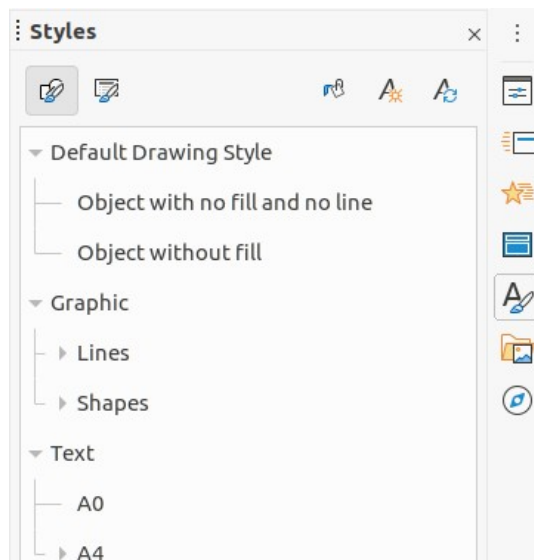 Styles
Default Drawing Style
Object with no fill and no line
Object without fill
Graphic
Lines
Shapes
Text
A0
A4